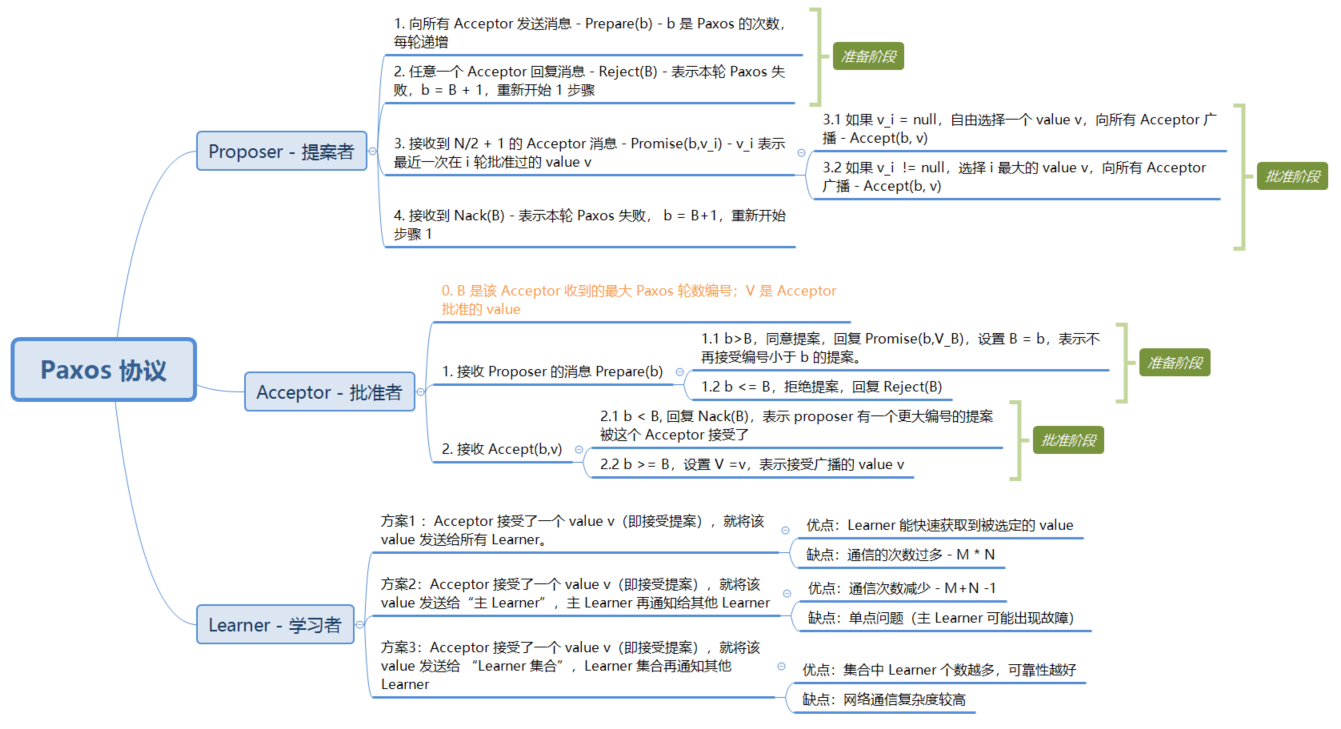 Paxos 协议
Proposer - 提案者
1. 向所有 Acceptor 发送消息 - Prepare(b) - b 是 Paxos 的次数，
每轮递增
2. 任意一个 Acceptor 回复消息 - Reject(B) - 表示本轮 Paxos 失
败，b = B + 1，重新开始 1 步骤
准备阶段
3. 接收到 N/2 + 1 的 Acceptor 消息 - Promise(b,v_i) - v_i 表示
最近一次在 i 轮批准过的 value v
3.1 如果 v_i = null，自由选择一个 value v，向所有 Acceptor 广
播 - Accept(b, v)
3.2 如果 v_i != null，选择 i 最大的 value v，向所有 Acceptor
广播 - Accept(b, v)
4. 接收到 Nack(B) - 表示本轮 Paxos 失败， b = B+1，重新开始
步骤 1
批准阶段
Acceptor - 批准者
0. B 是该 Acceptor 收到的最大 Paxos 轮数编号；V 是 Acceptor
批准的 value
1. 接收 Proposer 的消息 Prepare(b)
1.1 b>B，同意提案，回复 Promise(b,V_B)，设置 B = b，表示不
再接受编号小于 b 的提案。
1.2 b <= B，拒绝提案，回复 Reject(B)
准备阶段
2. 接收 Accept(b,v)
2.1 b < B, 回复 Nack(B)，表示 proposer 有一个更大编号的提案
被这个 Acceptor 接受了
2.2 b >= B，设置 V =v，表示接受广播的 value v
批准阶段
Learner - 学习者
方案1 ：Acceptor 接受了一个 value v（即接受提案），就将该
value 发送给所有 Learner。
优点：Learner 能快速获取到被选定的 value
缺点：通信的次数过多 - M * N
方案2：Acceptor 接受了一个 value v（即接受提案），就将该
value 发送给“主 Learner”，主 Learner 再通知给其他 Learner
优点：通信次数减少 - M+N -1
缺点：单点问题（主 Learner 可能出现故障）
方案3：Acceptor 接受了一个 value v（即接受提案），就将该
value 发送给 “Learner 集合”，Learner 集合再通知其他
Learner
优点：集合中 Learner 个数越多，可靠性越好
缺点：网络通信复杂度较高